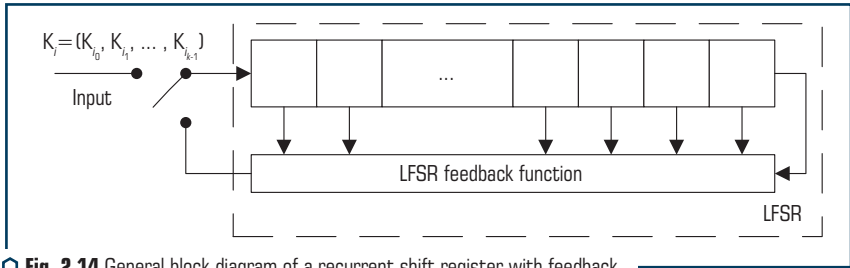 K_i=(K_{i_0}, K_{i_1}, ... , K_{i_{k-1}})
Input
...
LFSR feedback function
LFSR
Fig. 2.14 General block diagram of a recurrent shift register with feedback